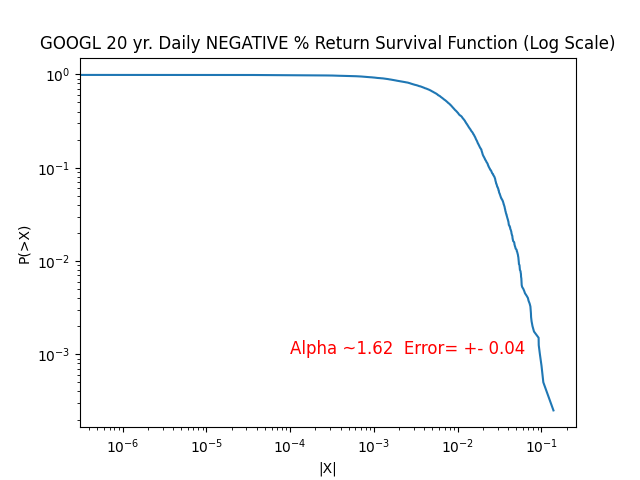 GOOGL 20 yr. Daily NEGATIVE % Return Survival Function (Log Scale)
10^0
10^-1
10^-2
10^-3
P(>X)
Alpha ~1.62  Error= +- 0.04
10^-6 10^-5 10^-4 10^-3 10^-2 10^-1
|X|